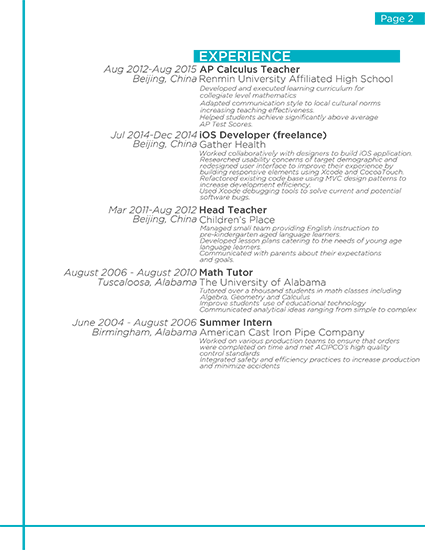 Page 2
EXPERIENCE
Aug 2012-Aug 2015 AP Calculus Teacher
Beijing, China Renmin University Affiliated High School
Developed and executed learning curriculum for
collegiate level mathematics
Adapted communication style to local cultural norms
increasing teaching effectiveness.
Helped students achieve significantly above average
AP Test Scores.
Jul 2014-Dec 2014 iOS Developer (freelance)
Beijing, China Gather Health
Worked collaboratively with designers to build iOS application.
Researched usability concerns of target demographic and
redesigned user interface to improve their experience by
building responsive elements using Xcode and CocoaTouch.
Refactored existing code base using MVC design patterns to
increase development efficiency.
Used Xcode debugging tools to solve current and potential
software bugs.
Mar 2011-Aug 2012 Head Teacher
Beijing, China Children's Place
Managed small team providing English instruction to
pre-kindergarten aged language learners.
Developed lesson plans catering to the needs of young age
language learners
Communicated with parents about their expectations
and goals.
August 2006 - August 2010 Math Tutor
Tuscaloosa, Alabama The University of Alabama
Tutored over a thousand students in math classes including
Algebra, Geometry and Calculus
Improve students' use of educational technology
Communicated analytical ideas ranging from simple to complex
June 2004 - August 2006 Summer Intern
Birmingham, Alabama American Cast Iron Pipe Company
Worked on various production teams to ensure that orders
were completed on time and met ACIPCO's high quality
control standards
Integrated safety and efficiency practices to increase production
and minimize accidents